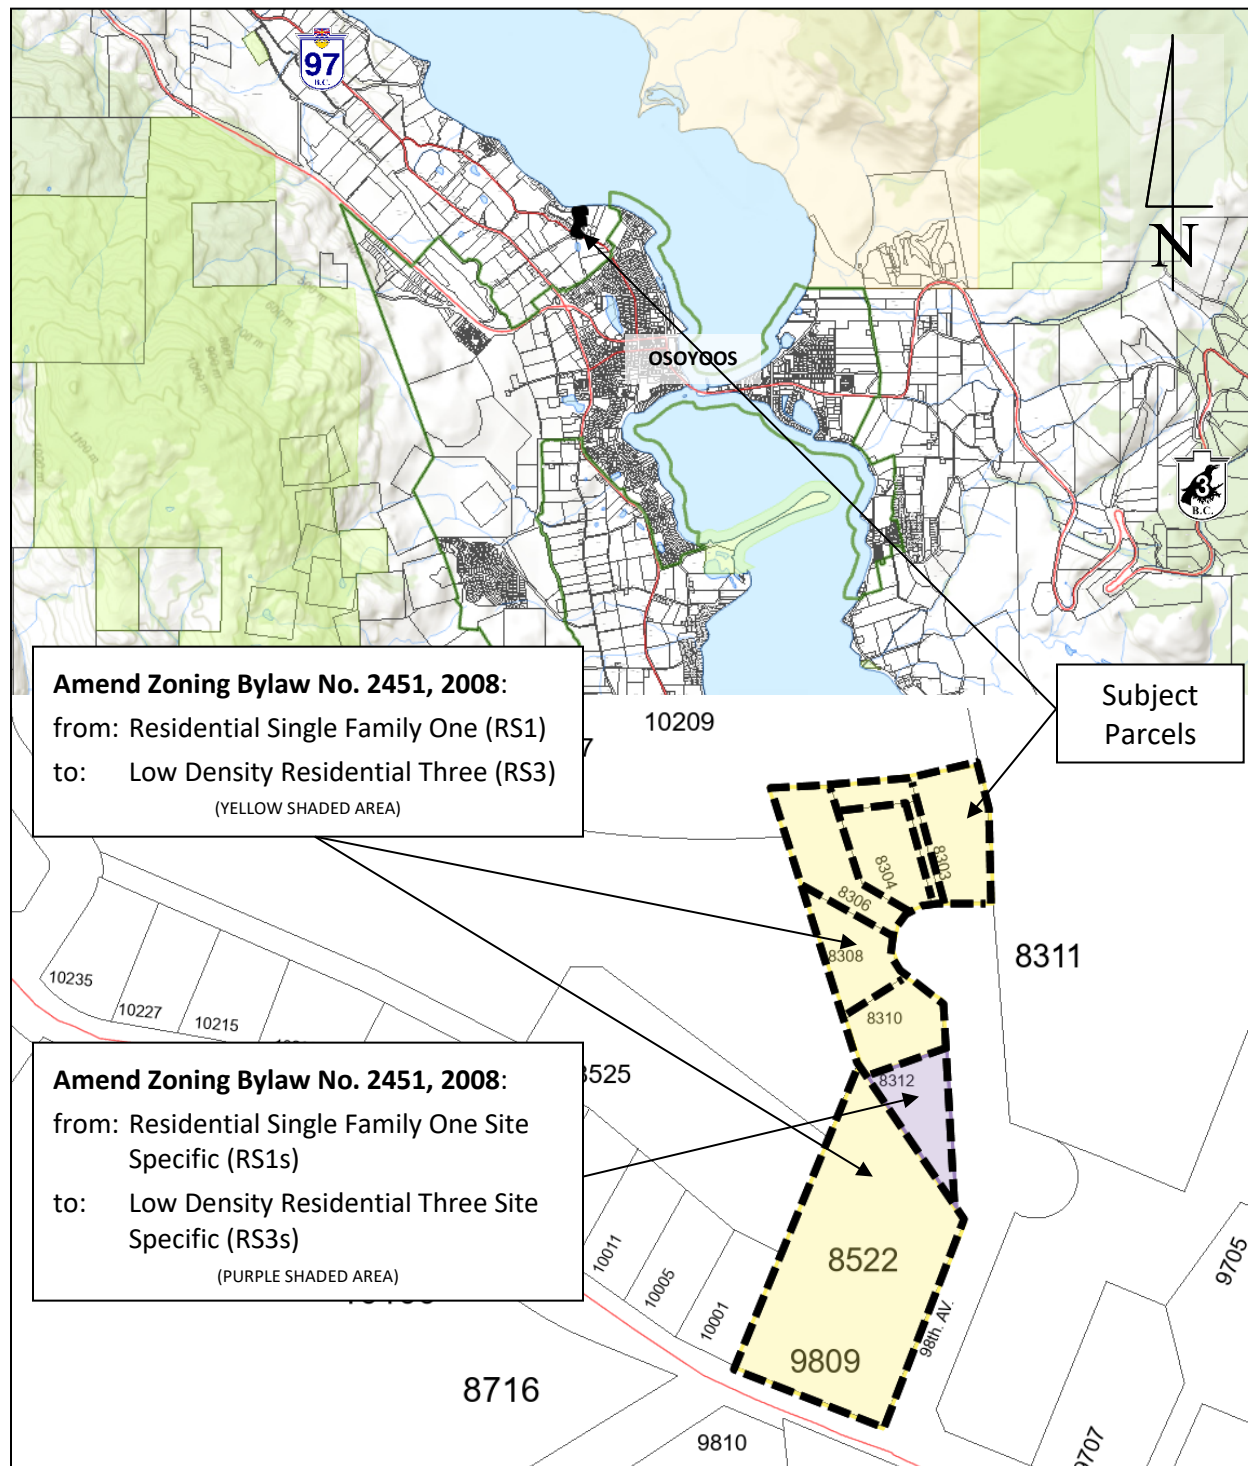 97
B.C.
N
OSOYOOS
3
B.C.
Amend Zoning Bylaw No. 2451, 2008:
from: Residential Single Family One (RS1)
to: Low Density Residential Three (RS3)
(YELLOW SHADED AREA)
Subject
Parcels
10209
7
8303
8304
8306
8308
8311
8310
10235
10227
10215
8312
Amend Zoning Bylaw No. 2451, 2008:
from: Residential Single Family One Site
Specific (RS1s)
to: Low Density Residential Three Site
Specific (RS3s)
(PURPLE SHADED AREA)
8525
10011
10005
10001
8522
9809
98th. AV.
9705
8716
9810
9707